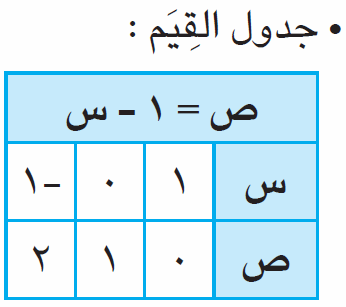 • جدول القِيَم :
ص = ١ - س
س ١ ٠ -١
ص ٠ ١ ٢